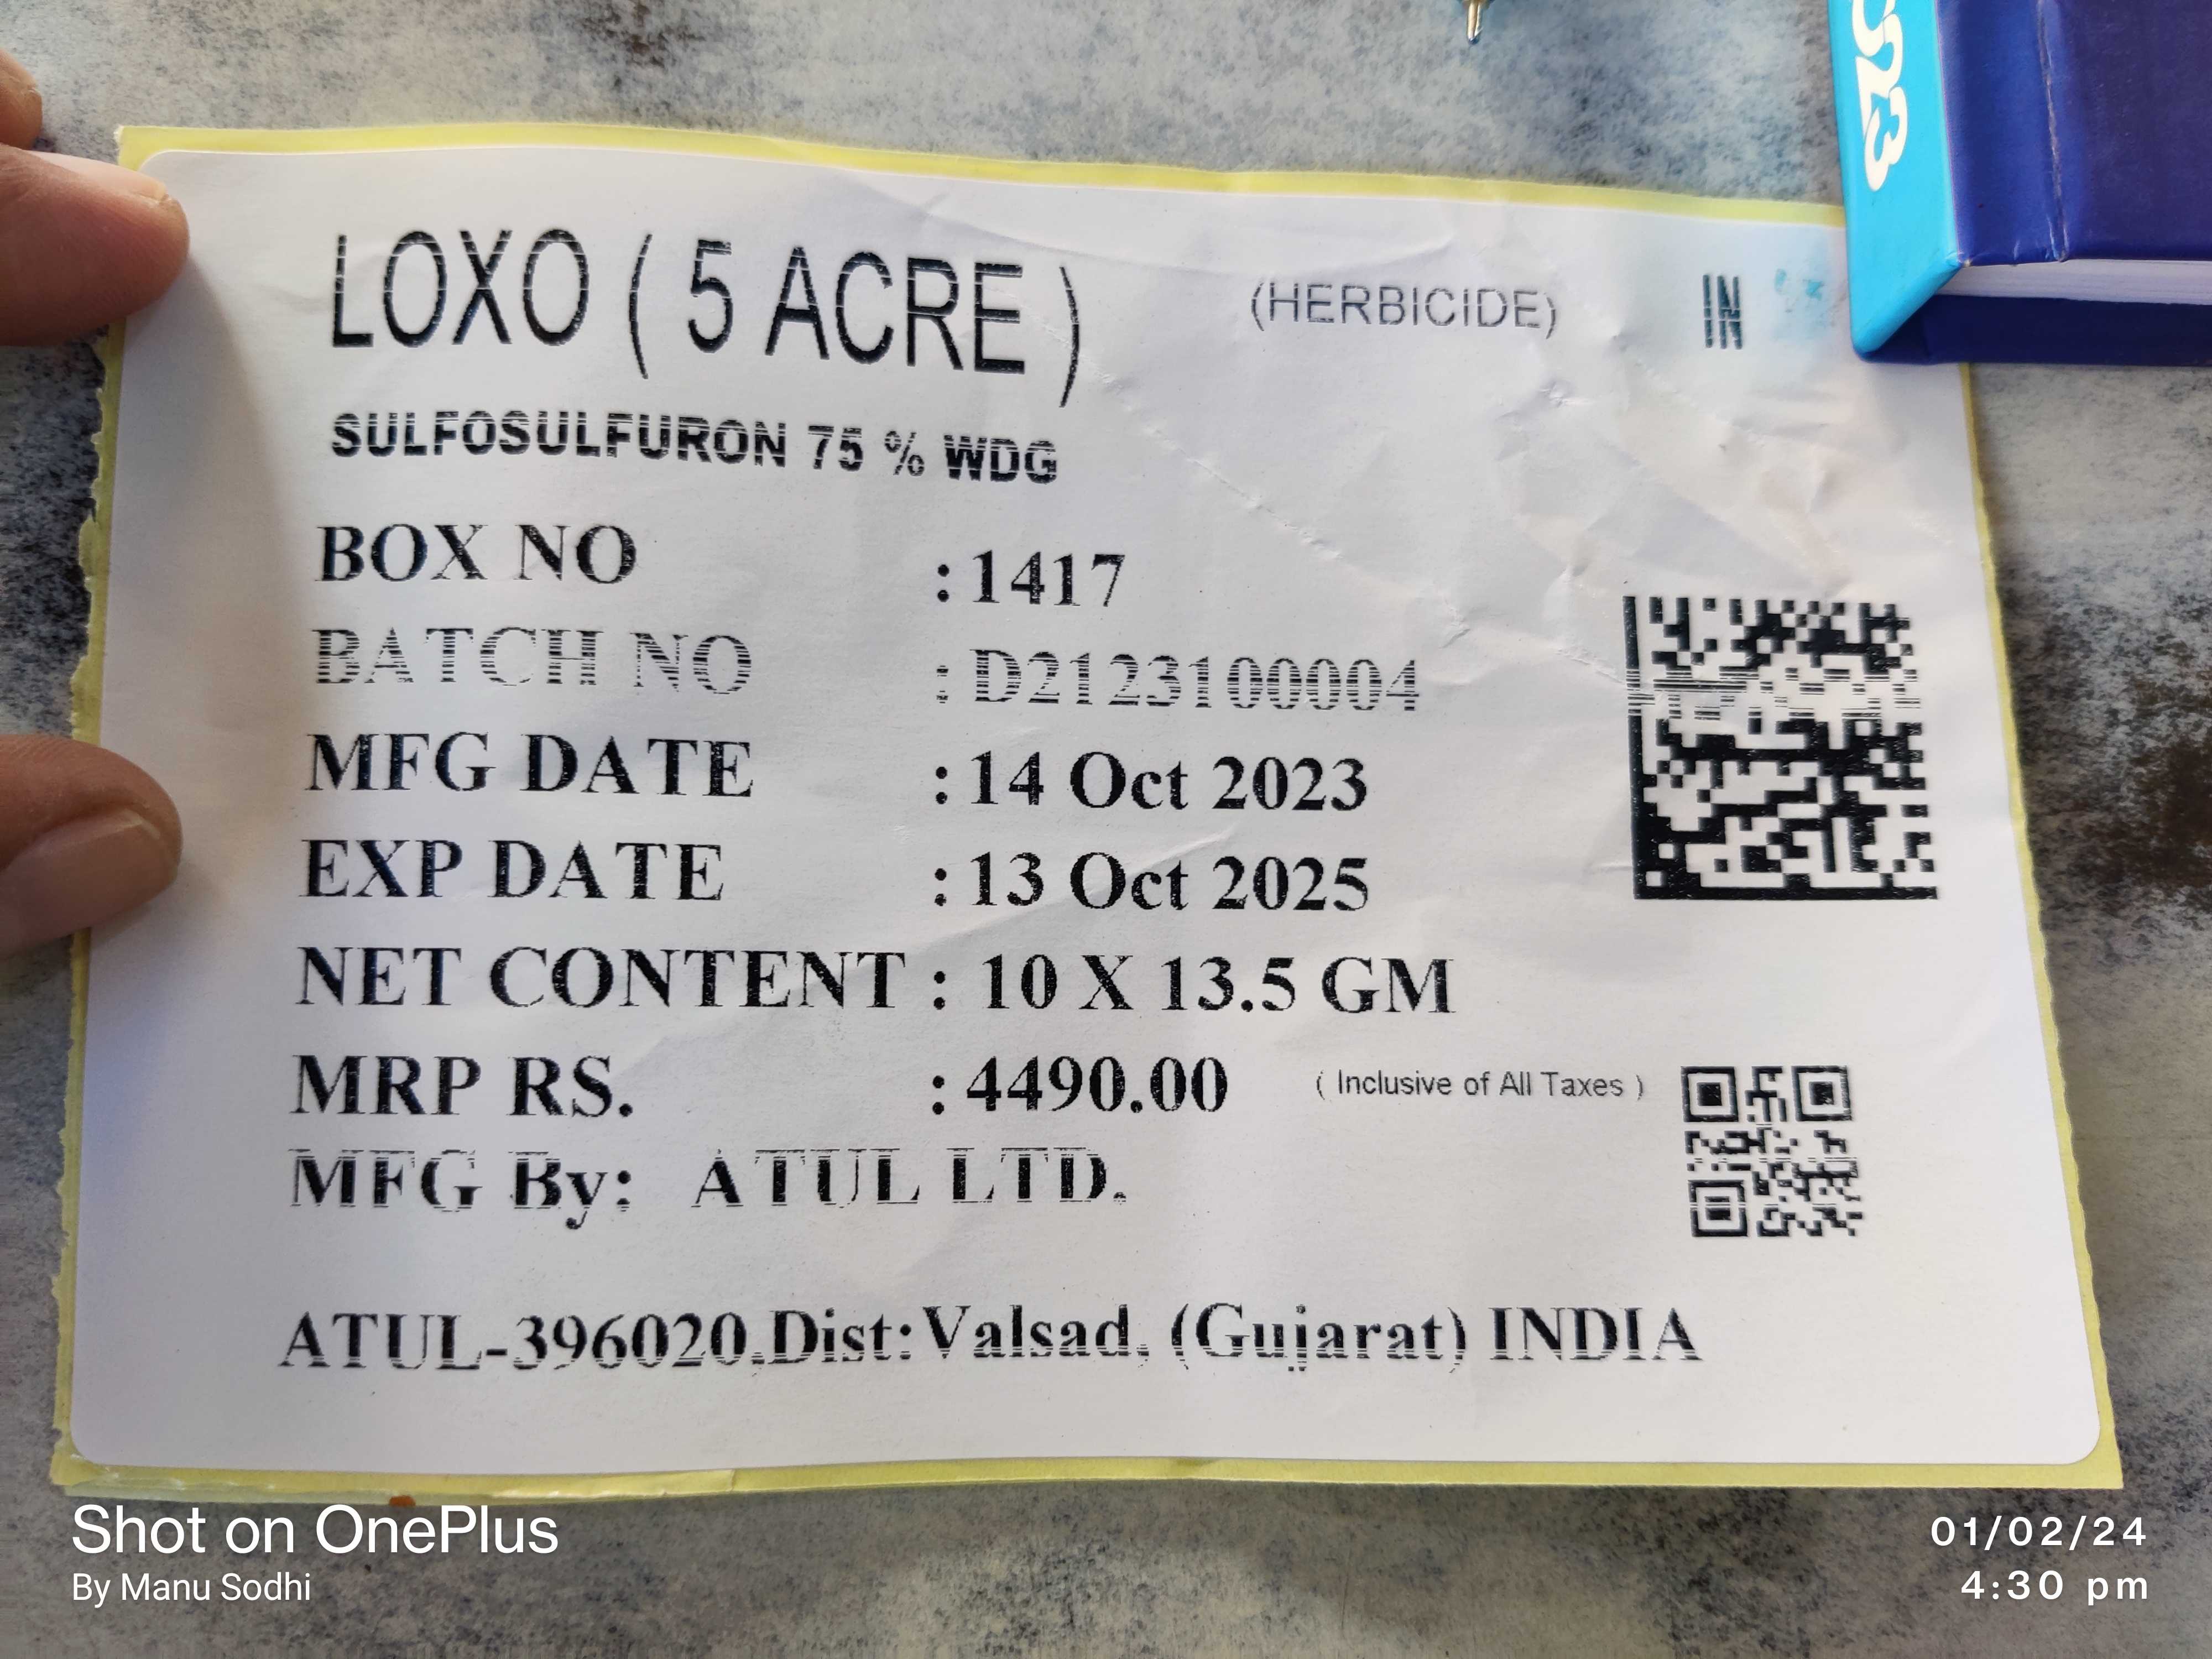 LOXO ( 5 ACRE ) (HERBICIDE) IN
SULFOSULFURON 75 % WDG
BOX NO : 1417
BATCH NO : D2123100004
MFG DATE : 14 Oct 2023
EXP DATE : 13 Oct 2025
NET CONTENT : 10 X 13.5 GM
MRP RS. : 4490.00 ( Inclusive of All Taxes )
MFG By: ATUL LTD.
ATUL-396020.Dist:Valsad, (Gujarat) INDIA
Shot on OnePlus
By Manu Sodhi
01/02/24
4:30 pm